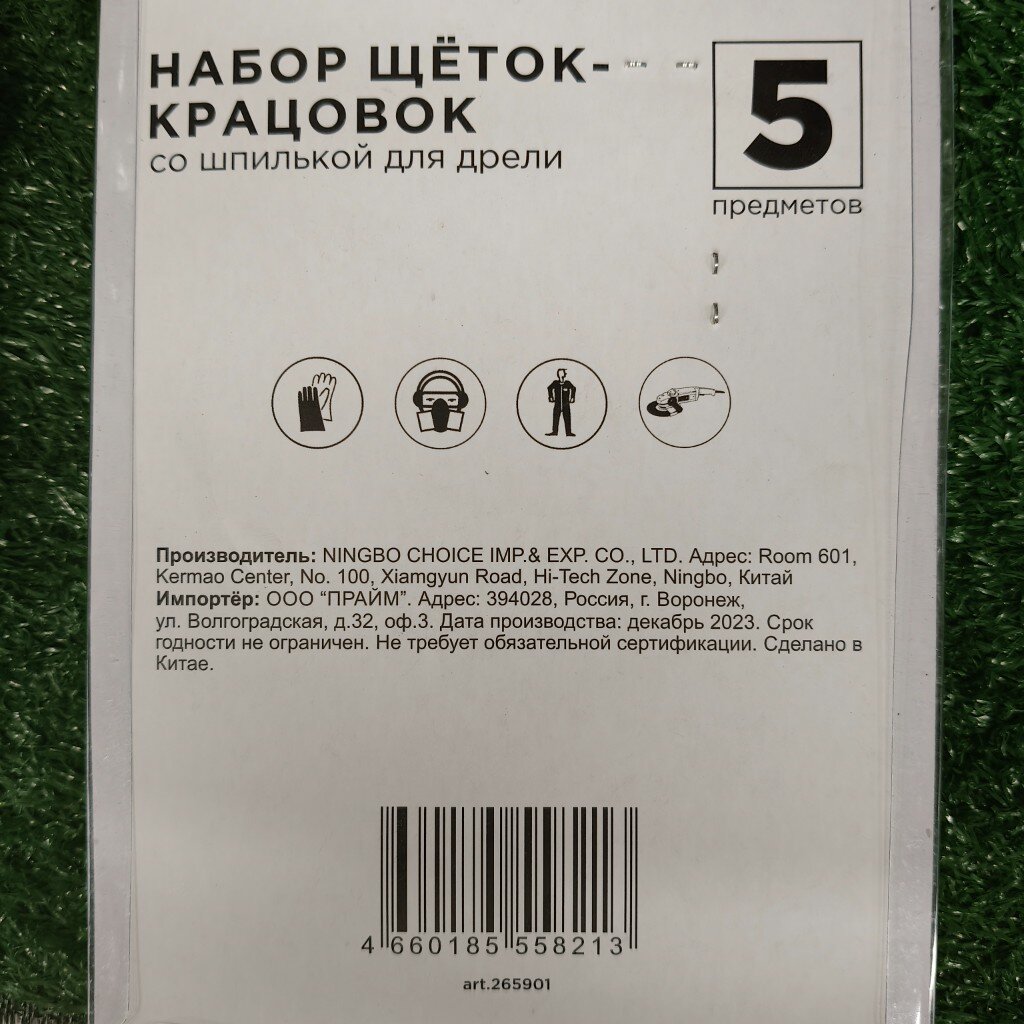 НАБОР ЩЁТОК-
КРАЦОВОК
со шпилькой для дрели
5
предметов
Производитель: NINGBO CHOICE IMP.& EXP. CO., LTD. Адрес: Room 601,
Kermao Center, No. 100, Xiamgyun Road, Hi-Tech Zone, Ningbo, Китай
Импортёр: ООО “ПРАЙМ”. Адрес: 394028, Россия, г. Воронеж,
ул. Волгоградская, д.32, оф.3. Дата производства: декабрь 2023. Срок
годности не ограничен. Не требует обязательной сертификации. Сделано в
Китае.
4 660185 558213
art.265901